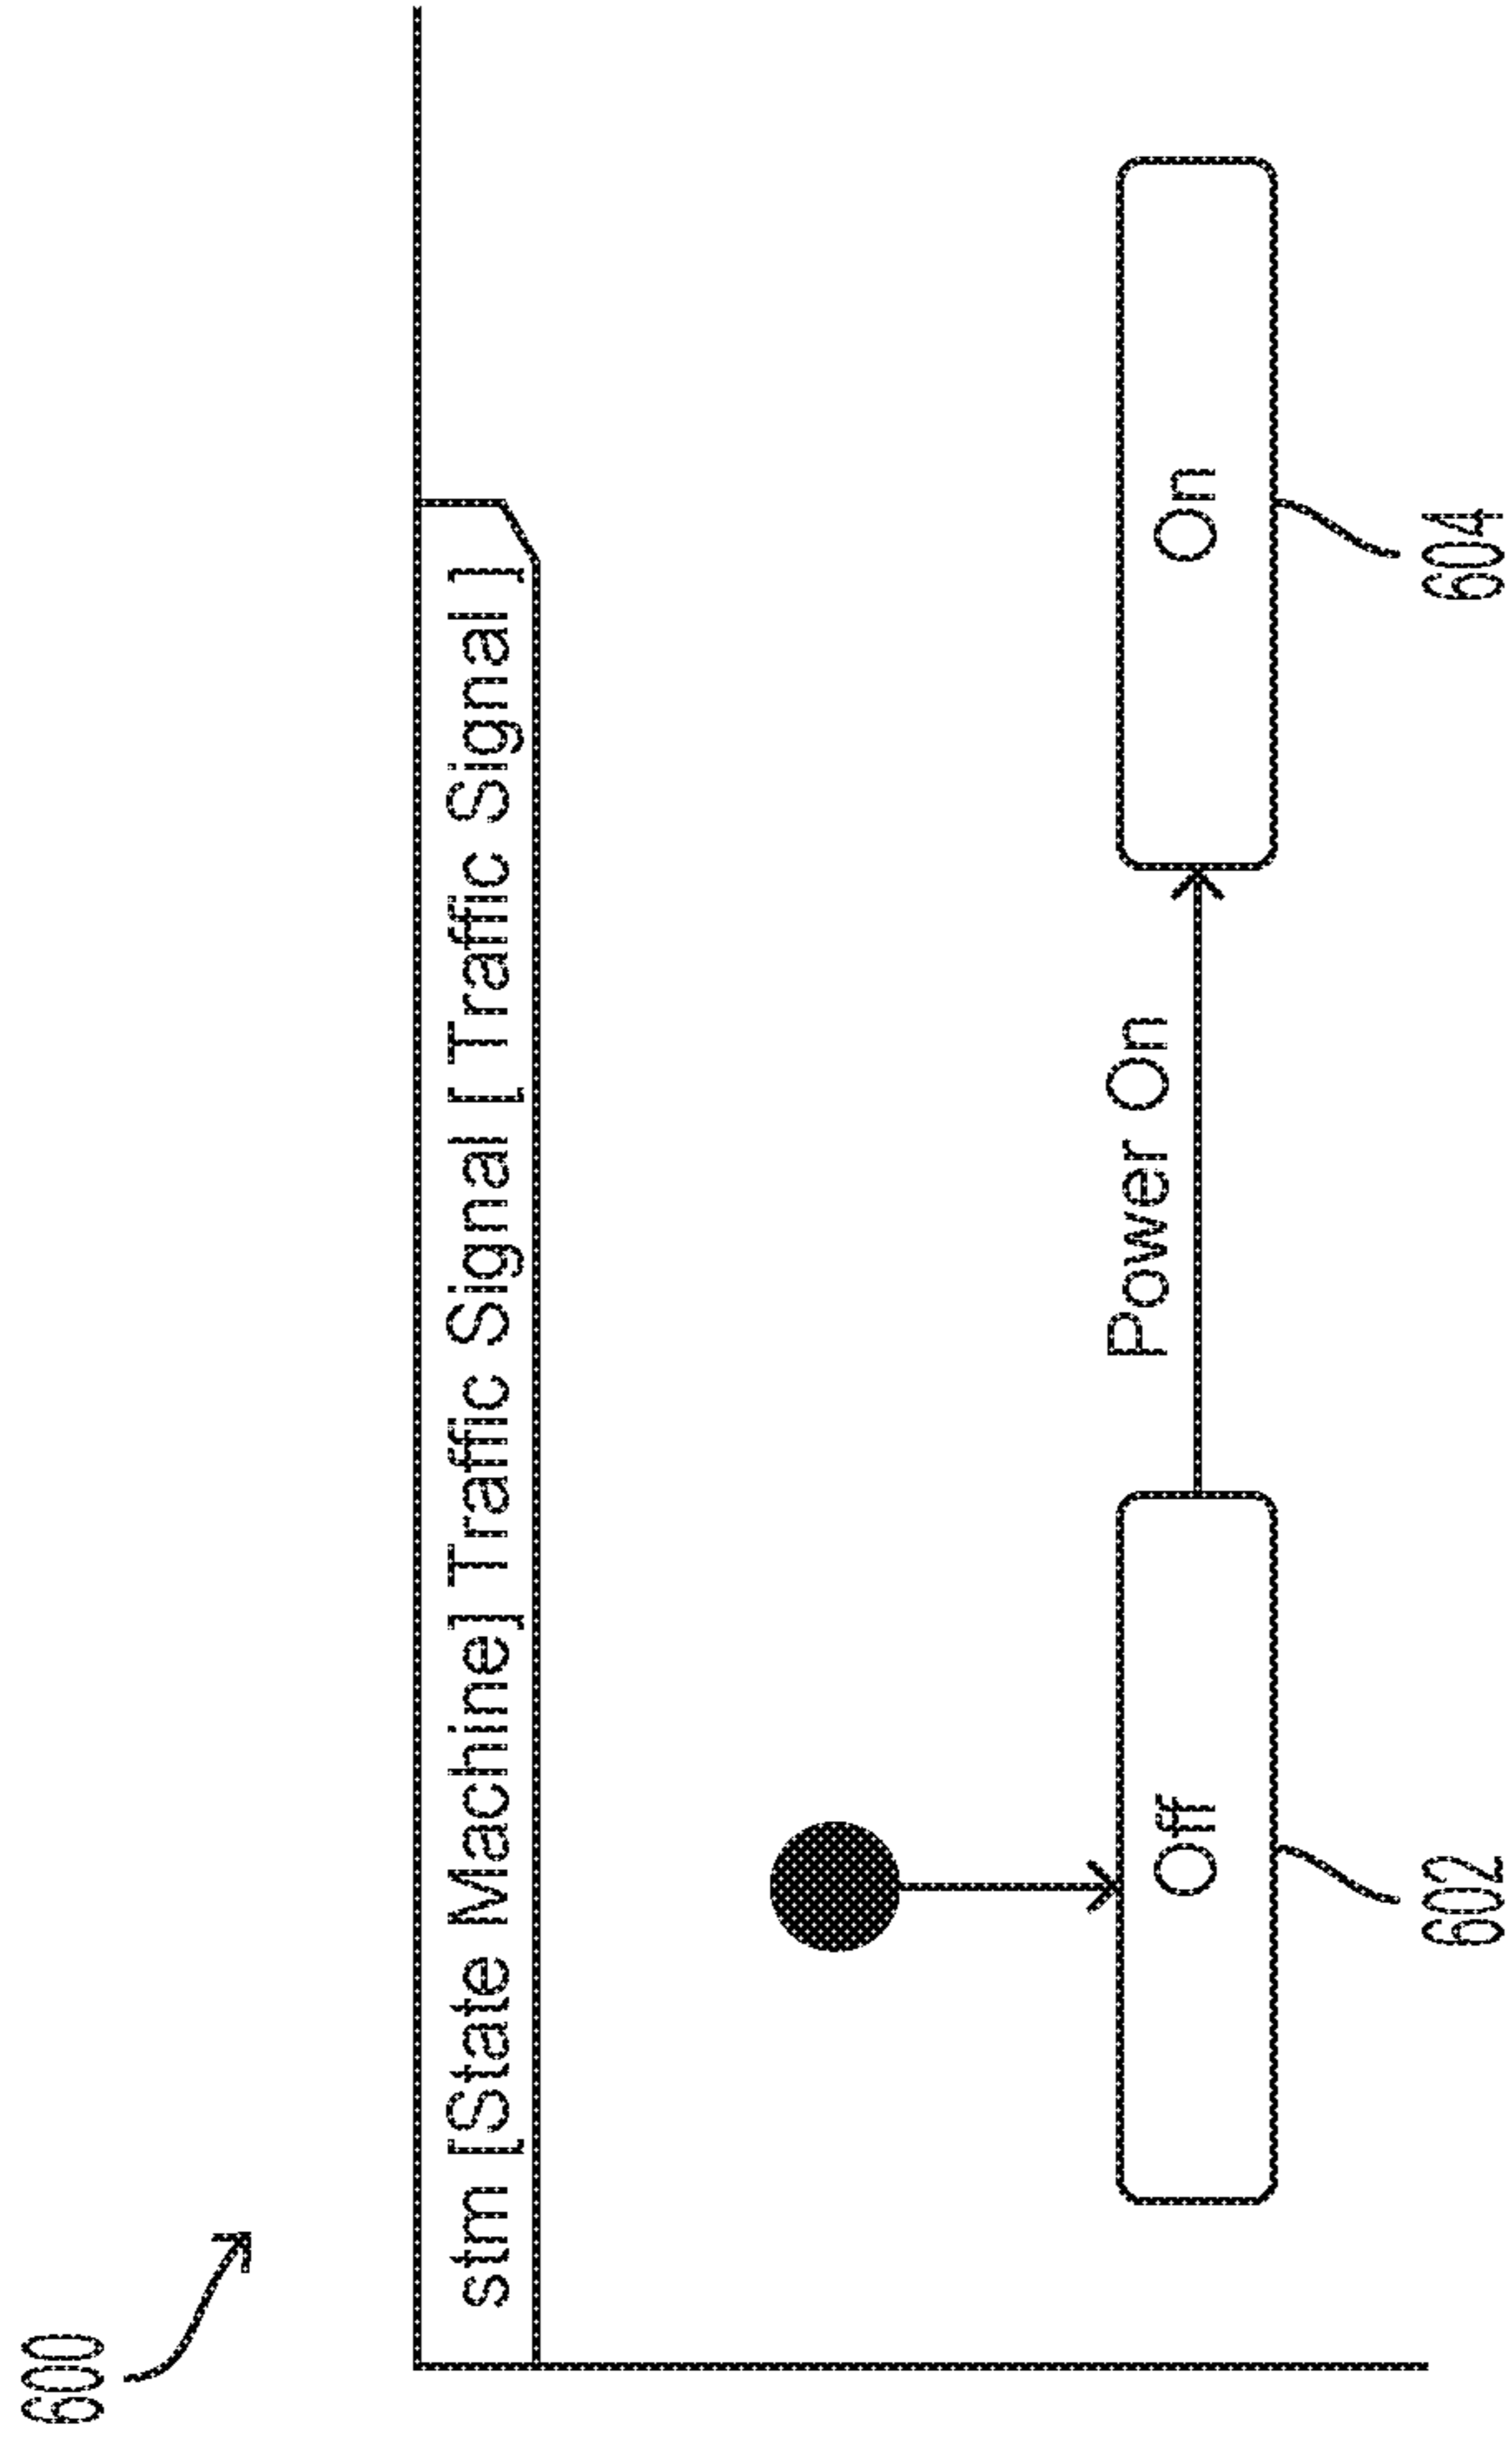 600
stm [State Machine] Traffic Signal [ Traffic Signal ]
Off
Power On
On
602
604